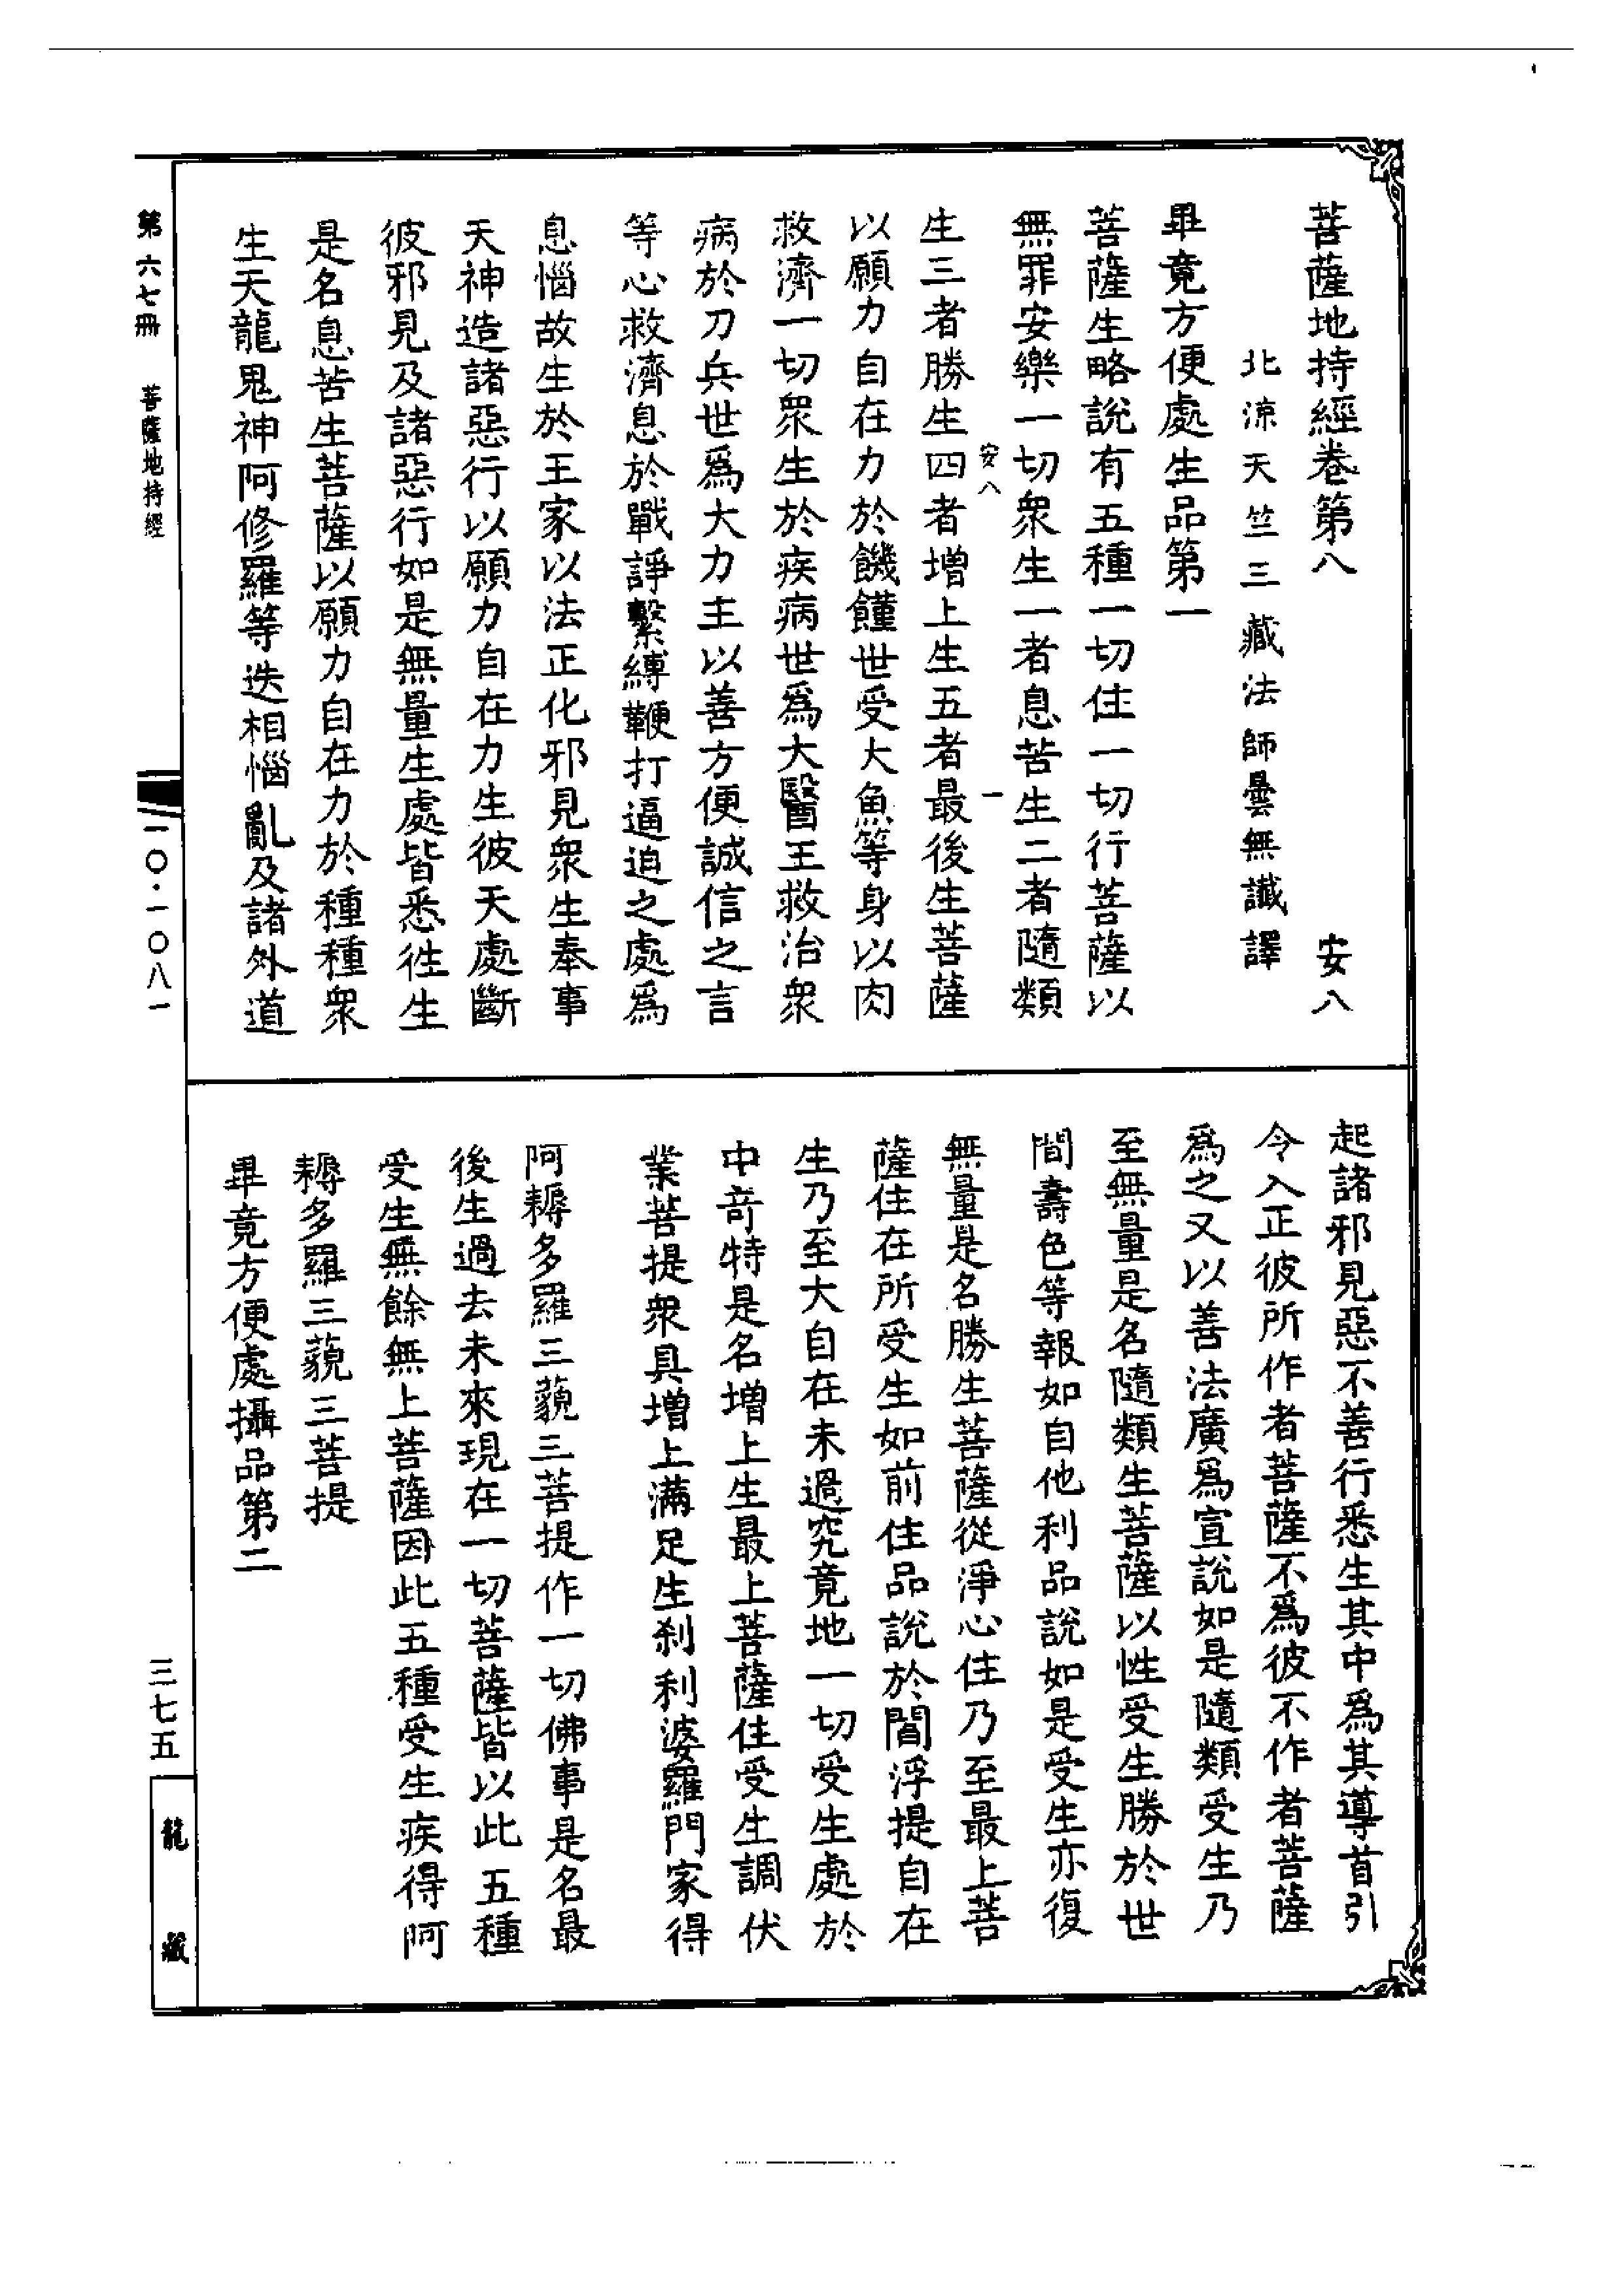 菩薩地持經卷第八 安八
北涼天竺三藏法師曇無讖譯
畢竟方便處生品第一
菩薩生略說有五種一切住一切行菩薩以
無罪安樂一切衆生一者息苦生二者隨類
安八 一
生三者勝生四者增上生五者最後生菩薩
以願力自在力於饑饉世受大魚等身以肉
救濟一切衆生於疾病世爲大醫王救治衆
病於刀兵世爲大力主以善方便誠信之言
等心救濟息於戰諍繫縛鞭打逼迫之處爲
息惱故生於王家以法正化邪見衆生奉事
天神造諸惡行以願力自在力生彼天處斷
彼邪見及諸惡行如是無量生處皆悉徃生
是名息苦生菩薩以願力自在力於種種衆
生天龍鬼神阿修羅等迭相惱亂及諸外道
起諸邪見惡不善行悉生其中爲其導首引
令入正彼所作者菩薩不爲彼不作者菩薩
爲之又以善法廣爲宣說如是隨類受生乃
至無量是名隨類生菩薩以性受生勝於世
間壽色等報如自他利品說如是受生亦復
無量是名勝生菩薩從淨心住乃至最上菩
薩住在所受生如前住品說於閻浮提自在
生乃至大自在未過究竟地一切受生處於
中奇特是名增上生最上菩薩住受生調伏
業菩提衆具增上滿足生刹利婆羅門家得
阿耨多羅三藐三菩提作一切佛事是名最
後生過去未來現在一切菩薩皆以此五種
受生無餘無上菩薩因此五種受生疾得阿
耨多羅三藐三菩提
畢竟方便處攝品第二
第六七冊 菩薩地持經
一〇·一〇八一
三七五
龍藏